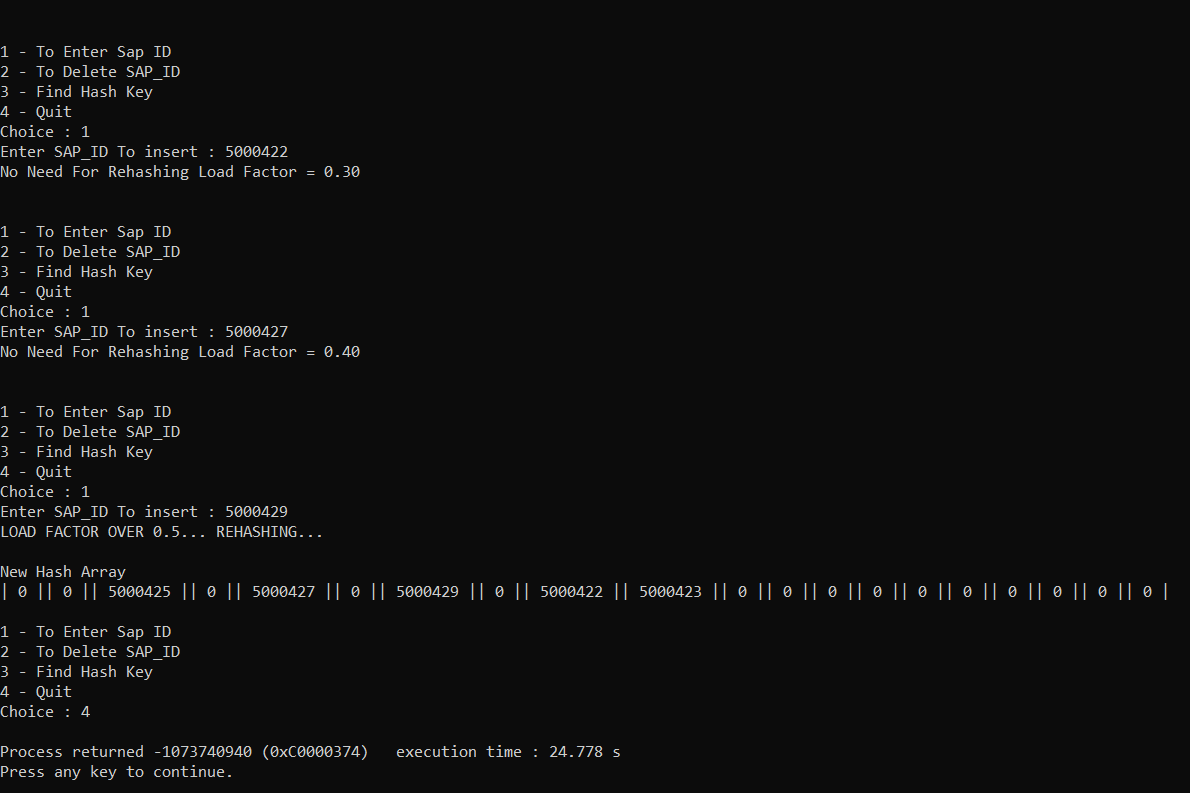 1 - To Enter Sap ID
2 - To Delete SAP_ID
3 - Find Hash Key
4 - Quit
Choice : 1
Enter SAP_ID To insert : 5000422
No Need For Rehashing Load Factor = 0.30
1 - To Enter Sap ID
2 - To Delete SAP_ID
3 - Find Hash Key
4 - Quit
Choice : 1
Enter SAP_ID To insert : 5000427
No Need For Rehashing Load Factor = 0.40
1 - To Enter Sap ID
2 - To Delete SAP_ID
3 - Find Hash Key
4 - Quit
Choice : 1
Enter SAP_ID To insert : 5000429
LOAD FACTOR OVER 0.5... REHASHING...
New Hash Array
| 0 || 0 || 5000425 || 0 || 5000427 || 0 || 5000429 || 0 || 5000422 || 5000423 || 0 || 0 || 0 || 0 || 0 || 0 || 0 || 0 || 0 || 0 |
1 - To Enter Sap ID
2 - To Delete SAP_ID
3 - Find Hash Key
4 - Quit
Choice : 4
Process returned -1073740940 (0xC0000374)   execution time : 24.778 s
Press any key to continue.